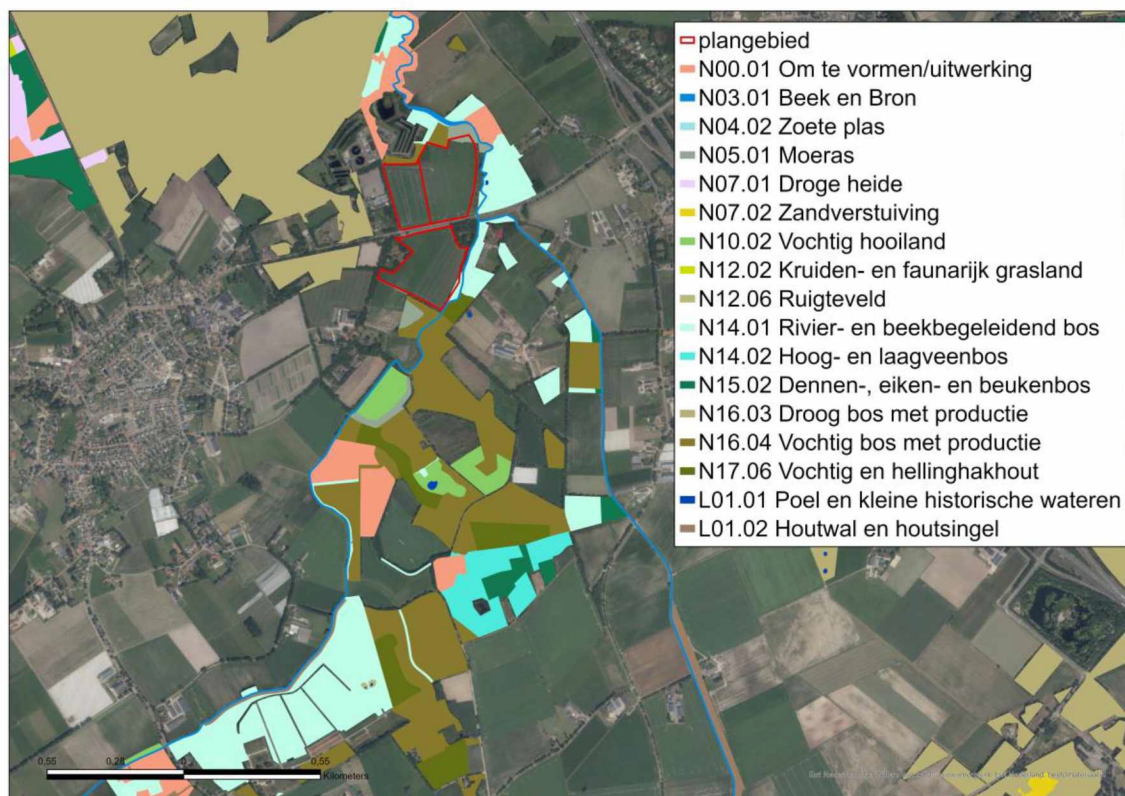 plangebied
N00.01 Om te vormen/uitwerking
N03.01 Beek en Bron
N04.02 Zoete plas
N05.01 Moeras
N07.01 Droge heide
N07.02 Zandverstuiving
N10.02 Vochtig hooiland
N12.02 Kruiden- en faunarijk grasland
N12.06 Ruigteveld
N14.01 Rivier- en beekbegeleidend bos
N14.02 Hoog- en laagveenbos
N15.02 Dennen-, eiken- en beukenbos
N16.03 Droog bos met productie
N16.04 Vochtig bos met productie
N17.06 Vochtig en hellinghakhout
L01.01 Poel en kleine historische wateren
L01.02 Houtwal en houtsingel
0,55 0,28 0 0,55
Kilometers